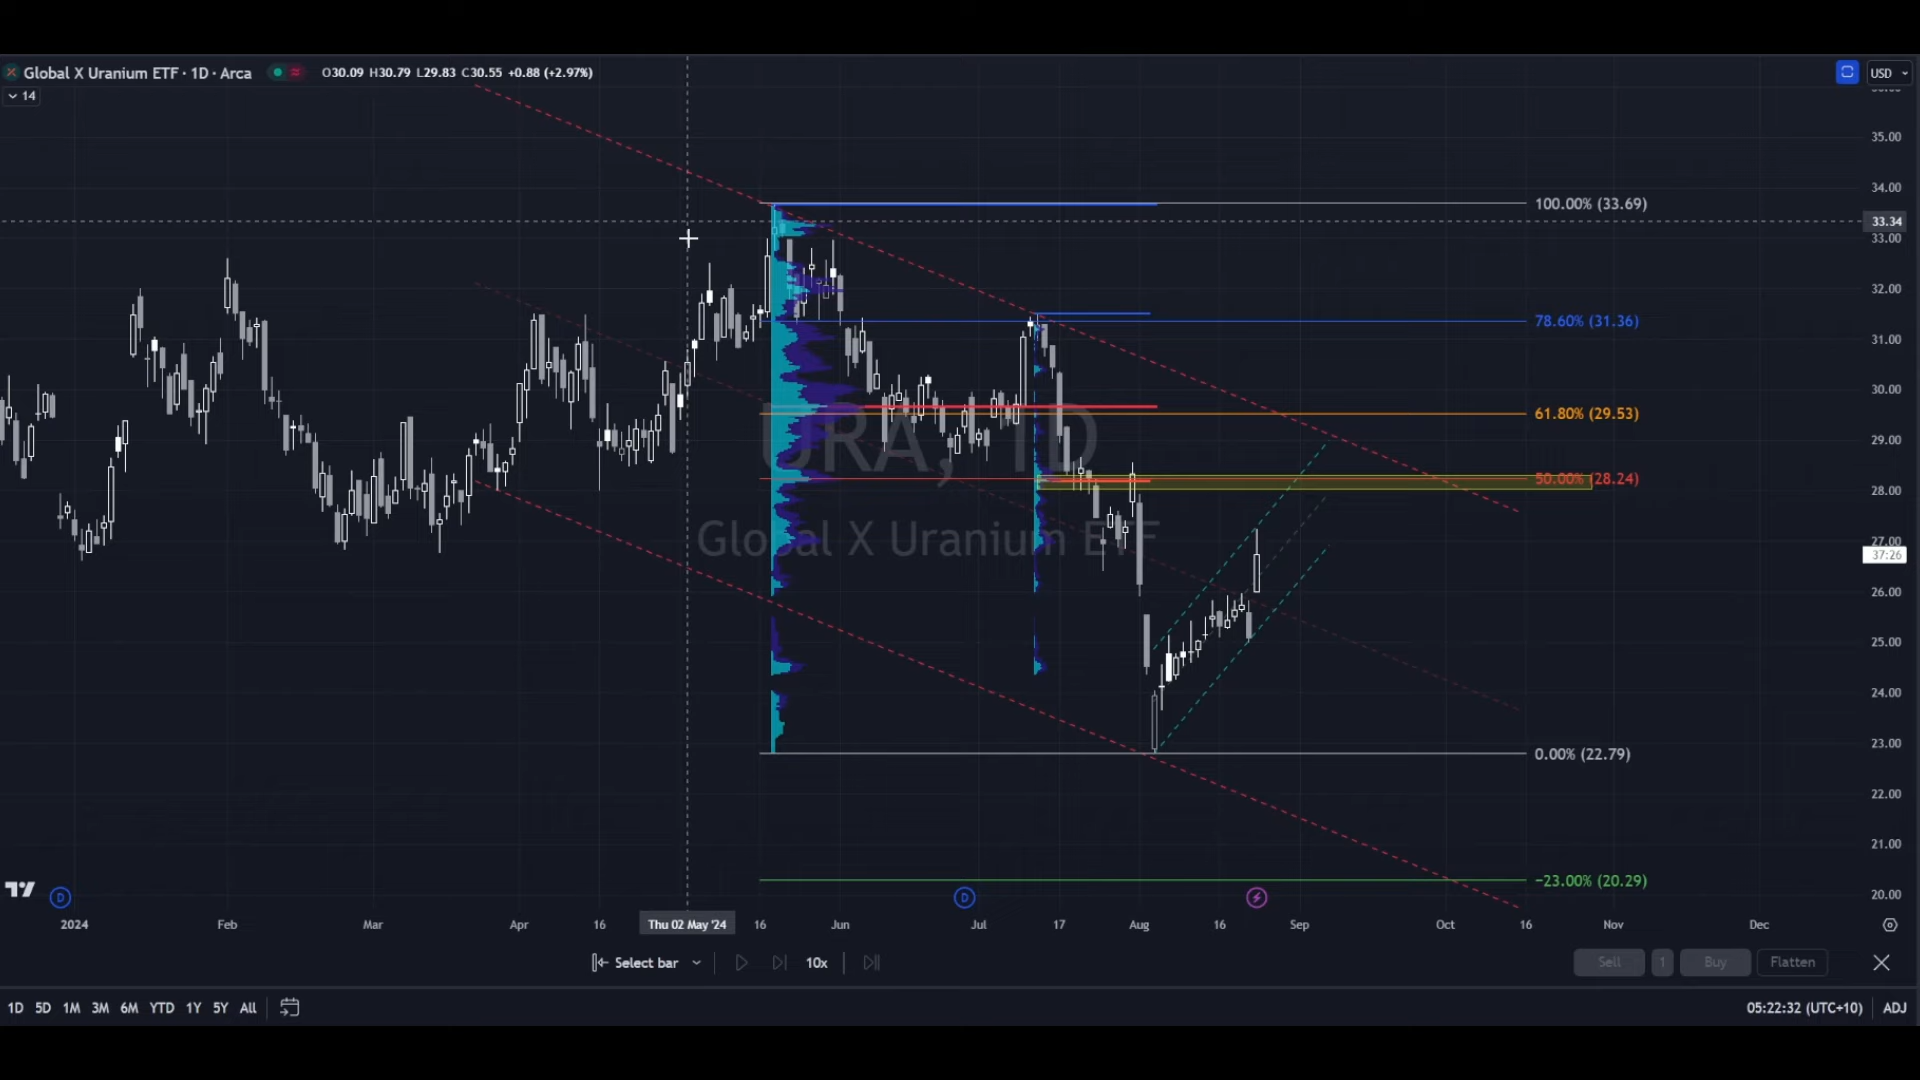 Global X Uranium ETF · 1D · Arca
O30.09 H30.79 L29.83 C30.55 +0.88 (+2.97%)
USD
14
35.00
34.00
33.34
33.00
32.00
31.00
30.00
29.00
28.00
27.00
37:26
26.00
25.00
24.00
23.00
22.00
21.00
20.00
100.00% (33.69)
78.60% (31.36)
61.80% (29.53)
50.00% (28.24)
0.00% (22.79)
-23.00% (20.29)
URA, 1D
Global X Uranium ETF
D
D
2024
Feb
Mar
Apr
16
Thu 02 May '24
16
Jun
Jul
17
Aug
16
Sep
Oct
16
Nov
Dec
Select bar
10x
Sell
1
Buy
Flatten
1D 5D 1M 3M 6M YTD 1Y 5Y All
05:22:32 (UTC+10)
ADJ